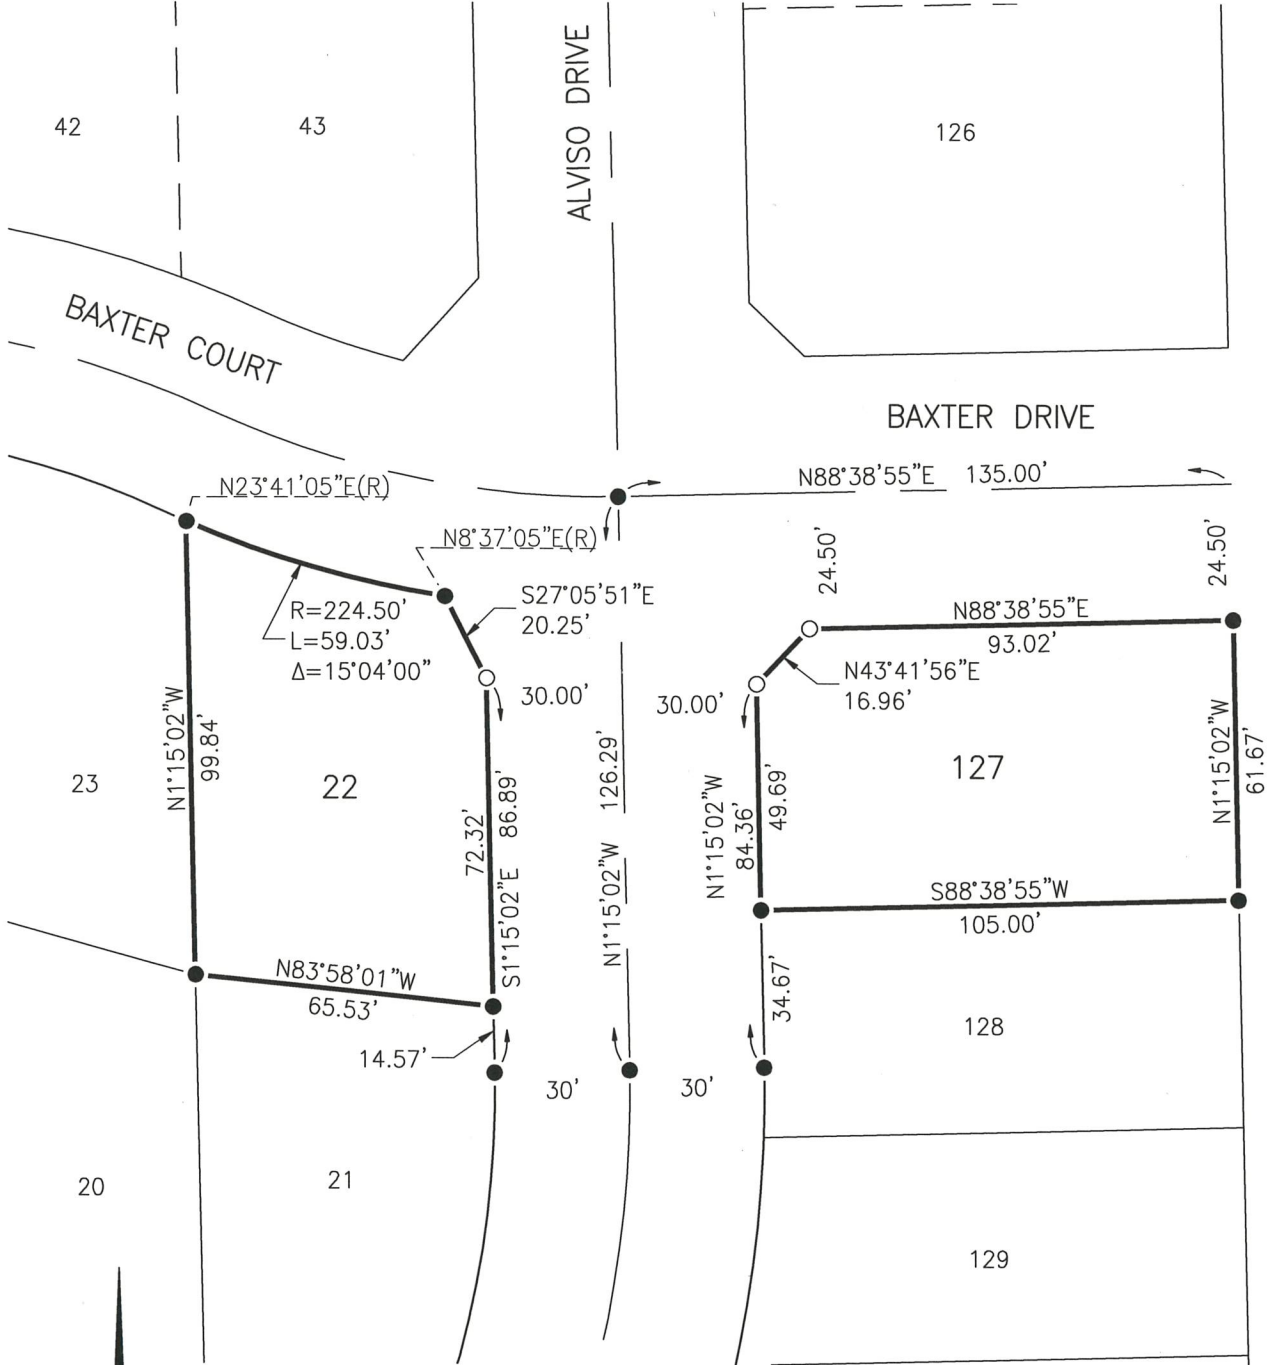 42
43
ALVISO DRIVE
126
BAXTER COURT
BAXTER DRIVE
N23°41'05"E(R)
N88°38'55"E 135.00'
N8°37'05"E(R)
24.50'
24.50'
S27°05'51"E
20.25'
R=224.50'
L=59.03'
Δ=15°04'00"
N88°38'55"E
93.02'
N43°41'56"E
16.96'
30.00'
30.00'
N1°15'02"W
99.84'
23
22
72.32'
S1°15'02"E 86.89'
N1°15'02"W 126.29'
N1°15'02"W
84.36'
49.69'
127
N1°15'02"W
61.67'
S88°38'55"W
105.00'
N83°58'01"W
65.53'
34.67'
128
14.57'
30'
30'
20
21
129